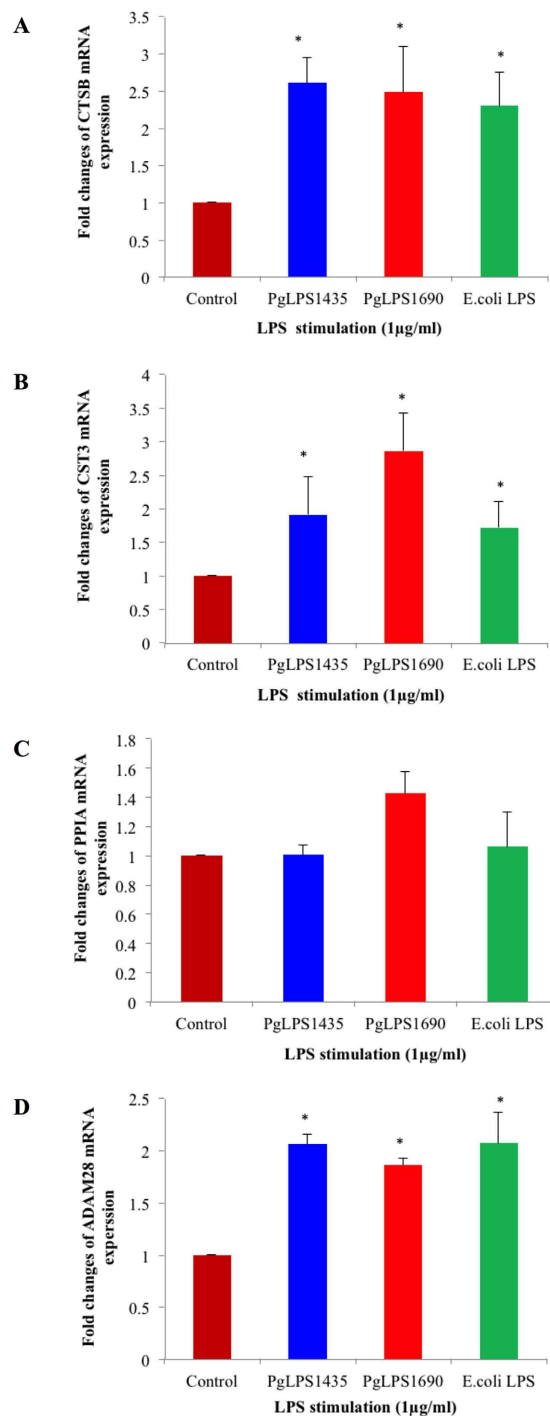 A
Fold changes of CTSB mRNA
expression
3.5
3
2.5
2
1.5
1
0.5
0
*
*
*
Control PgLPS1435 PgLPS1690 E.coli LPS
LPS stimulation (1µg/ml)
B
Fold changes of CST3 mRNA
expression
4
3.5
3
2.5
2
1.5
1
0.5
0
*
*
*
Control PgLPS1435 PgLPS1690 E.coli LPS
LPS stimulation (1µg/ml)
C
Fold changes of PPIA mRNA
expression
1.8
1.6
1.4
1.2
1
0.8
0.6
0.4
0.2
0
Control PgLPS1435 PgLPS1690 E.coli LPS
LPS stimulation (1µg/ml)
D
Fold changes of ADAM28 mRNA
experssion
2.5
2
1.5
1
0.5
0
*
*
*
Control PgLPS1435 PgLPS1690 E.coli LPS
LPS stimulation (1µg/ml)